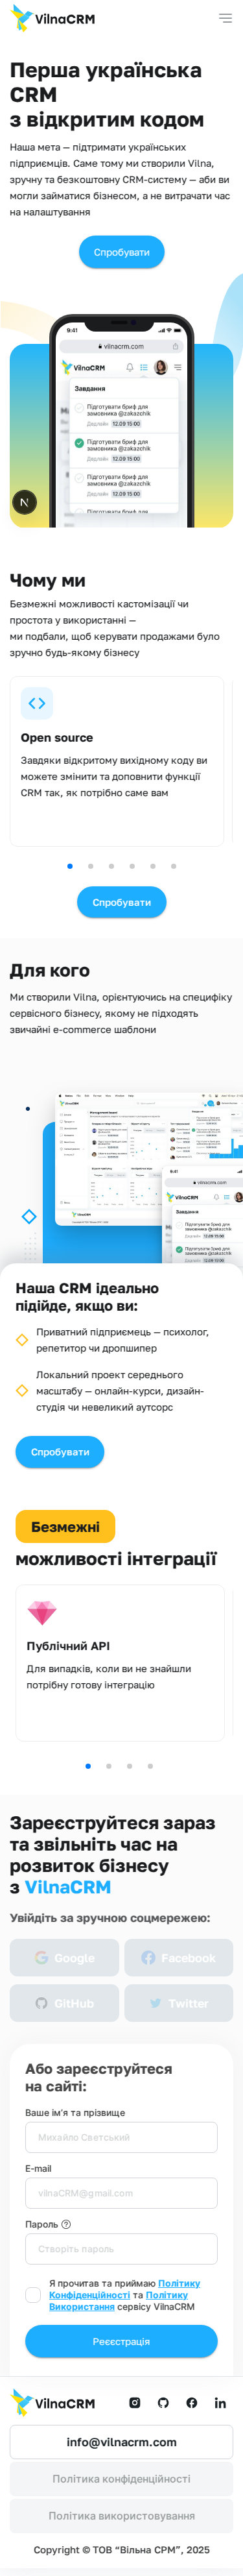 VilnaCRM
Перша українська
CRM
з відкритим кодом
Наша мета — підтримати українських
підприємців. Саме тому ми створили Vilna,
зручну та безкоштовну CRM-систему — аби ви
могли займатися бізнесом, а не витрачати час
на налаштування
Спробувати
9:41
vilnacrm.com
VilnaCRM
Завдання
Підготувати бриф для
замовника @zakazchik
Дедлайн 12.09 15:00
Підготувати бриф для
замовника @zakazchik
Дедлайн 12.09 15:00
Підготувати бриф для
замовника @zakazchik
Дедлайн 12.09 15:00
Підготувати бриф для
N
Чому ми
Безмежні можливості кастомізації чи
простота у використанні —
ми подбали, щоб керувати продажами було
зручно будь-якому бізнесу
Open source
Завдяки відкритому вихідному коду ви
можете змінити та доповнити функції
CRM так, як потрібно саме вам
Спробувати
Для кого
Ми створили Vilna, орієнтуючись на специфіку
сервісного бізнесу, якому не підходять
звичайні e-commerce шаблони
VilnaCRM
9:41
vilnacrm.com
VilnaCRM
Завдання
Наша CRM ідеально
підійде, якщо ви:
Приватний підприємець — психолог,
репетитор чи дропшипер
Локальний проект середнього
масштабу — онлайн-курси, дизайн-
студія чи невеликий аутсорс
Спробувати
Безмежні
можливості інтеграції
Публічний API
Для випадків, коли ви не знайшли
потрібну готову інтеграцію
Зареєструйтеся зараз
та звільніть час на
розвиток бізнесу
з VilnaCRM
Увійдіть за зручною соцмережею:
Google
Facebook
GitHub
Twitter
Або зареєструйтеся
на сайті:
Ваше ім'я та прізвище
Михайло Светський
E-mail
vilnaCRM@gmail.com
Пароль ?
Створіть пароль
Я прочитав та приймаю Політику
Конфіденційності та Політику
Використання сервісу VilnaCRM
Реєєстрація
VilnaCRM
info@vilnacrm.com
Політика конфіденційності
Політика використовування
Copyright © ТОВ “Вільна СРМ”, 2025